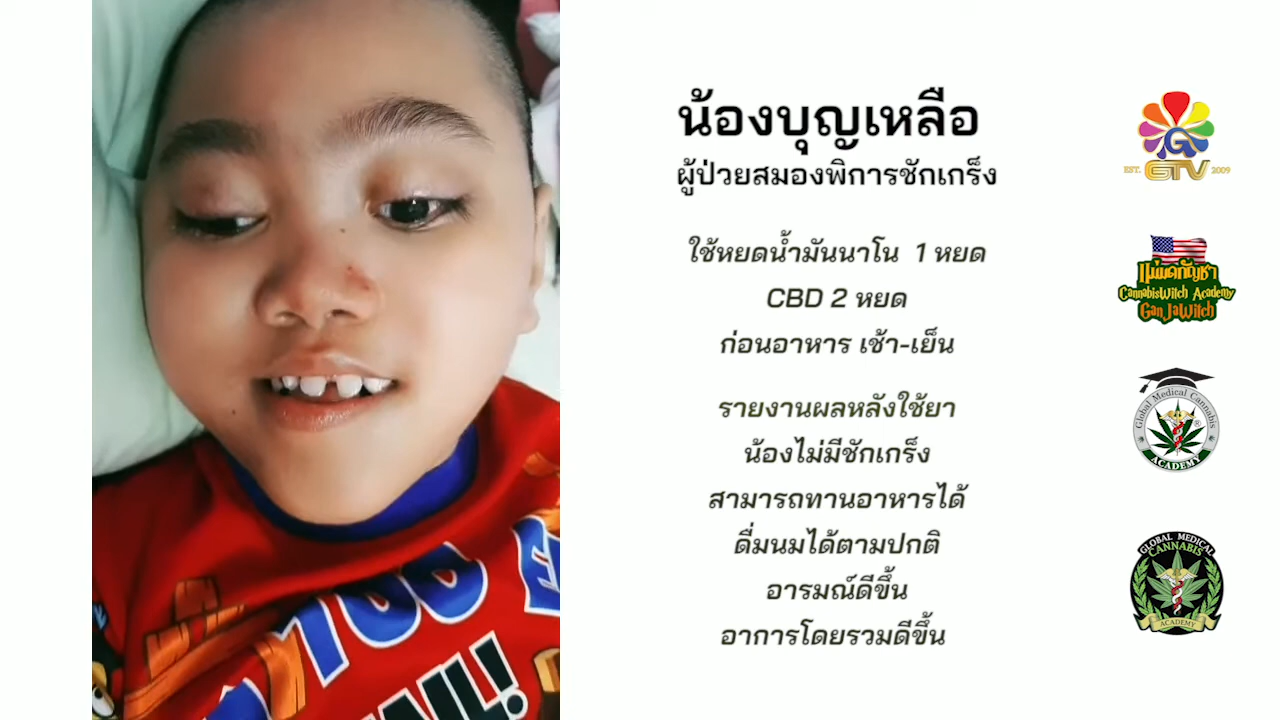 น้องบุญเหลือ
ผู้ป่วยสมองพิการชักเกร็ง
ใช้หยดน้ำมันนาโน 1 หยด
CBD 2 หยด
ก่อนอาหาร เช้า-เย็น
รายงานผลหลังใช้ยา
น้องไม่มีชักเกร็ง
สามารถทานอาหารได้
ดื่มนมได้ตามปกติ
อารมณ์ดีขึ้น
อาการโดยรวมดีขึ้น
G
EST. GTV 2009
แม่มดกัญชา
CannabisWitch Academy
GanJaWitch
Global Medical Cannabis
®
ACADEMY
GLOBAL MEDICAL
CANNABIS
ACADEMY